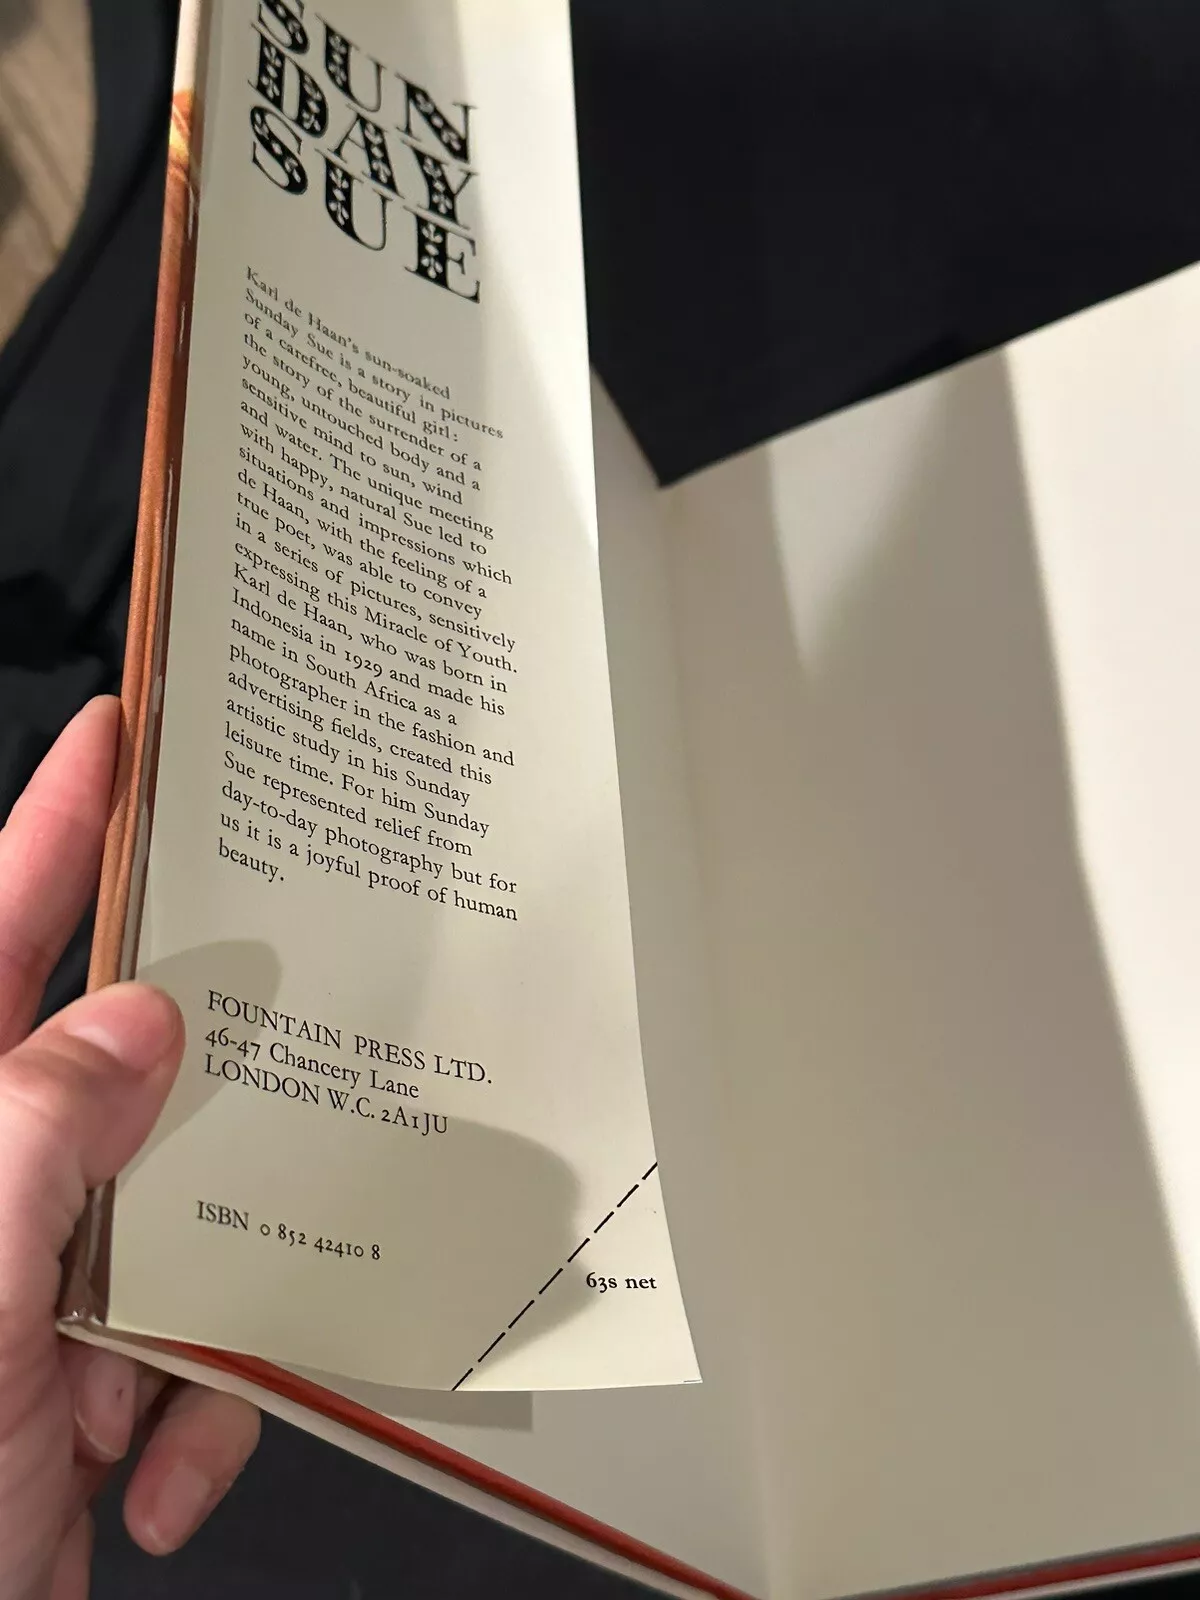 SUN
DAY
SUE
Karl de Haan's sun-soaked
Sunday Sue is a story in pictures
of a carefree, beautiful girl:
the story of the surrender of a
young, untouched body and a
sensitive mind to sun, wind
and water. The unique meeting
with happy, natural Sue led to
situations and impressions which
de Haan, with the feeling of a
true poet, was able to convey
in a series of pictures, sensitively
expressing this Miracle of Youth.
Karl de Haan, who was born in
Indonesia in 1929 and made his
name in South Africa as a
photographer in the fashion and
advertising fields, created this
artistic study in his Sunday
leisure time. For him Sunday
Sue represented relief from
day-to-day photography but for
us it is a joyful proof of human
beauty.
FOUNTAIN PRESS LTD.
46-47 Chancery Lane
LONDON W.C. 2A1JU
ISBN 0 852 42410 8
63s net